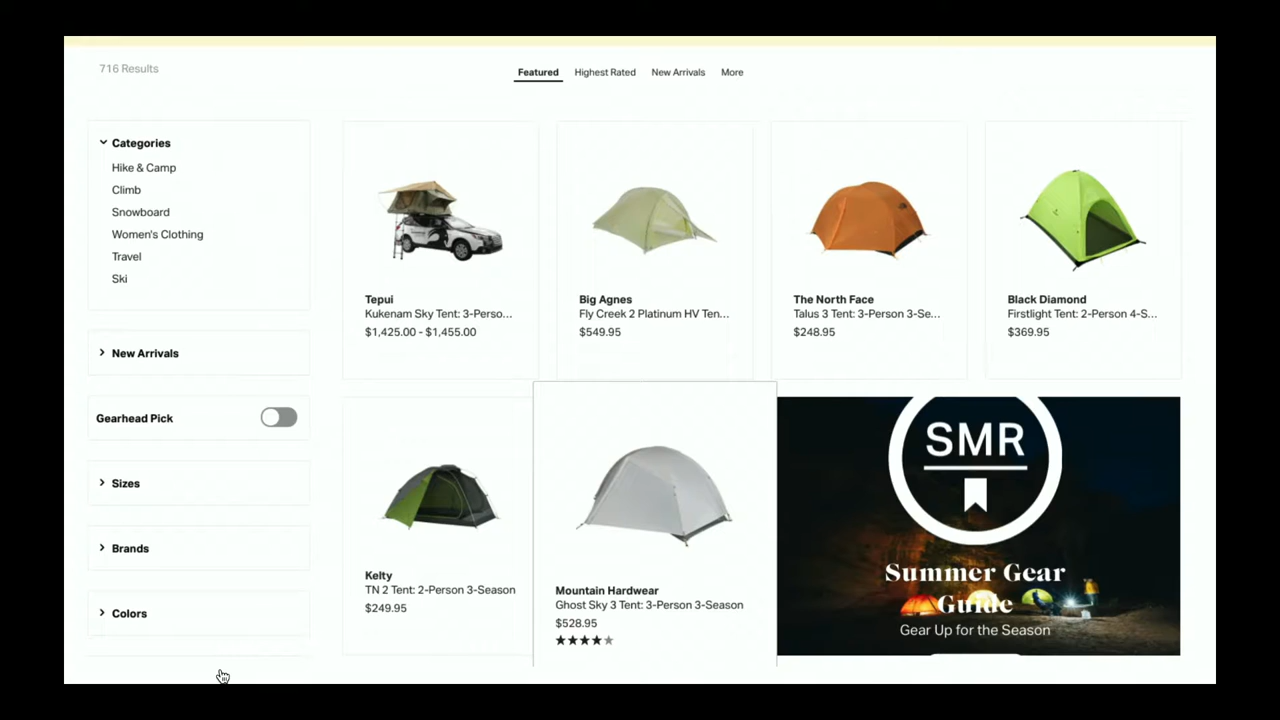 716 Results
Featured
Highest Rated
New Arrivals
More
Categories
Hike & Camp
Climb
Snowboard
Women's Clothing
Travel
Ski
New Arrivals
Gearhead Pick
Sizes
Brands
Colors
Tepui
Kukenam Sky Tent: 3-Perso...
$1,425.00 - $1,455.00
Big Agnes
Fly Creek 2 Platinum HV Ten...
$549.95
The North Face
Talus 3 Tent: 3-Person 3-Se...
$248.95
Black Diamond
Firstlight Tent: 2-Person 4-S...
$369.95
Kelty
TN 2 Tent: 2-Person 3-Season
$249.95
Mountain Hardwear
Ghost Sky 3 Tent: 3-Person 3-Season
$528.95
SMR
Summer Gear
Guide
Gear Up for the Season